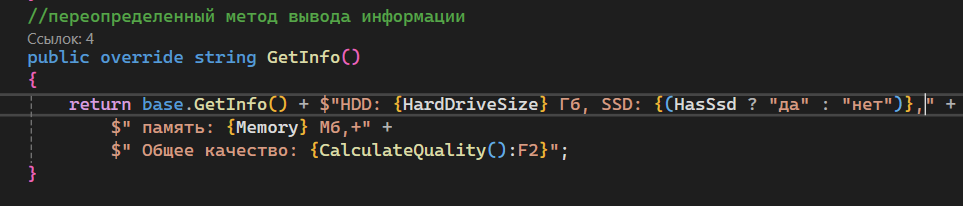 //переопределенный метод вывода информации
Ссылок: 4
public override string GetInfo()
{
return base.GetInfo() + $"HDD: {HardDriveSize} Гб, SSD: {(HasSsd ? "да" : "нет")}," +
$" память: {Memory} Мб,+" +
$" Общее качество: {CalculateQuality():F2}";
}